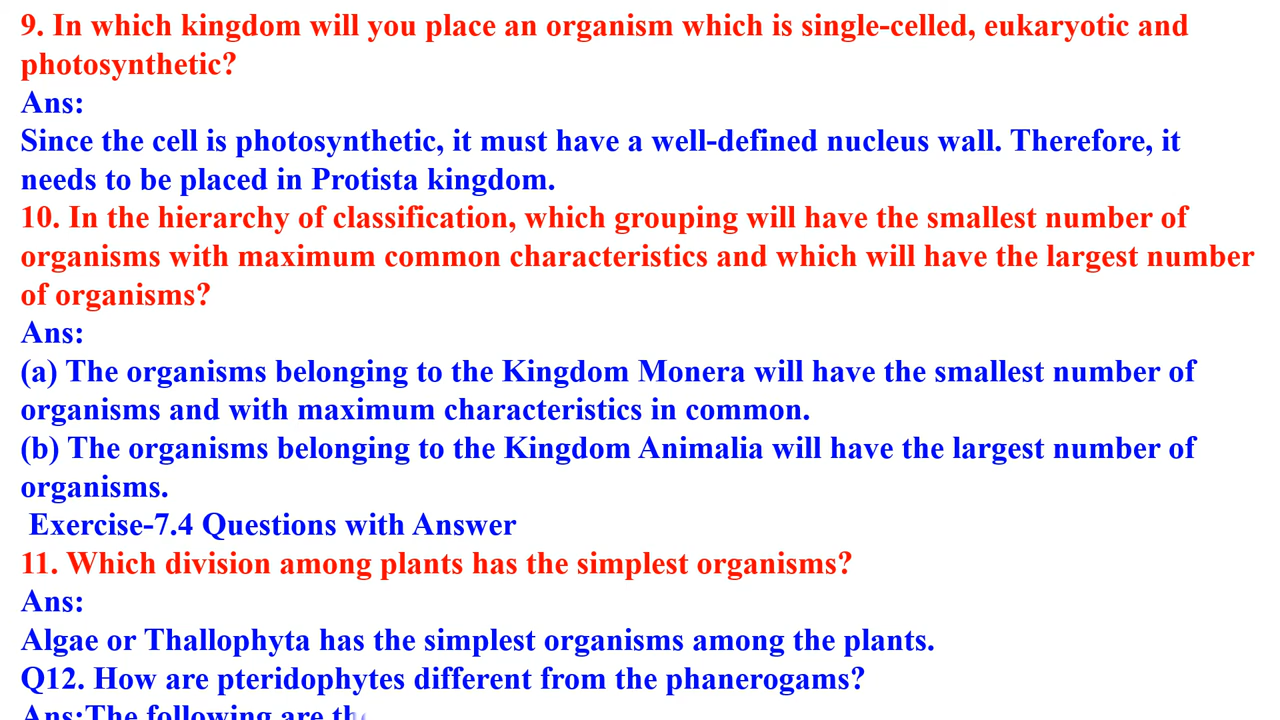 9. In which kingdom will you place an organism which is single-celled, eukaryotic and
photosynthetic?
Ans:
Since the cell is photosynthetic, it must have a well-defined nucleus wall. Therefore, it
needs to be placed in Protista kingdom.
10. In the hierarchy of classification, which grouping will have the smallest number of
organisms with maximum common characteristics and which will have the largest number
of organisms?
Ans:
(a) The organisms belonging to the Kingdom Monera will have the smallest number of
organisms and with maximum characteristics in common.
(b) The organisms belonging to the Kingdom Animalia will have the largest number of
organisms.
Exercise-7.4 Questions with Answer
11. Which division among plants has the simplest organisms?
Ans:
Algae or Thallophyta has the simplest organisms among the plants.
Q12. How are pteridophytes different from the phanerogams?
Ans:The following are